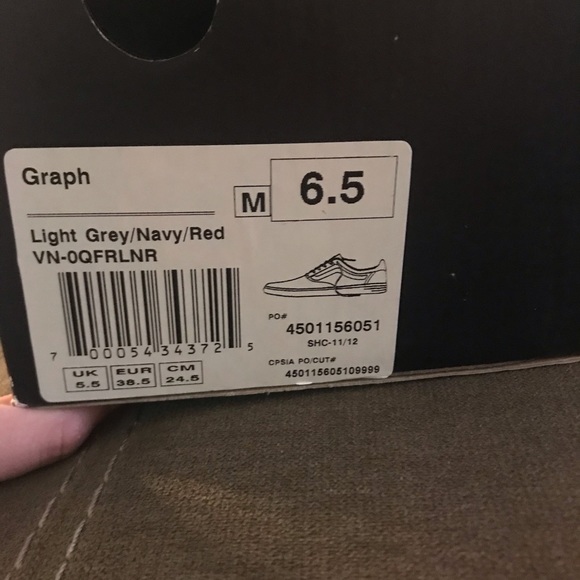 Graph
M 6.5
Light Grey/Navy/Red
VN-0QFRLNR
PO#
4501156051
SHC-11/12
7 00054 34372 5
CPSIA PO/CUT#
450115605109999
UK 5.5
EUR 38.5
CM 24.5